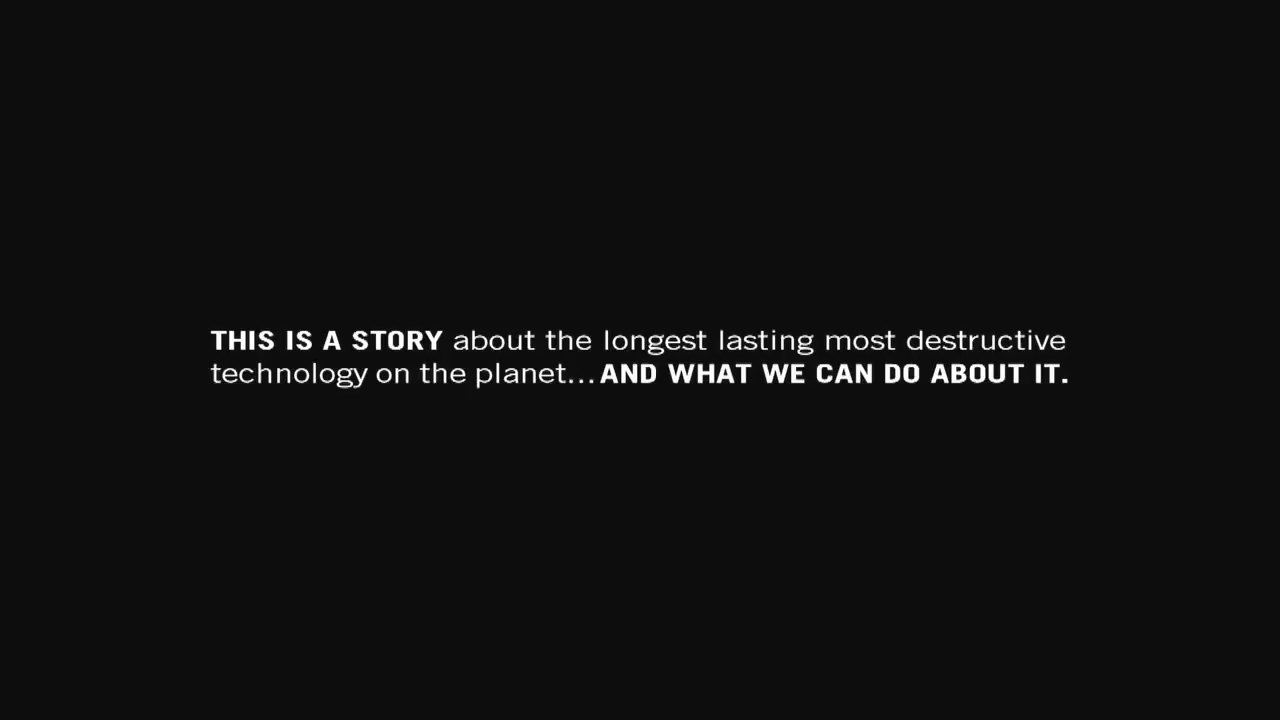 THIS IS A STORY about the longest lasting most destructive
technology on the planet...AND WHAT WE CAN DO ABOUT IT.